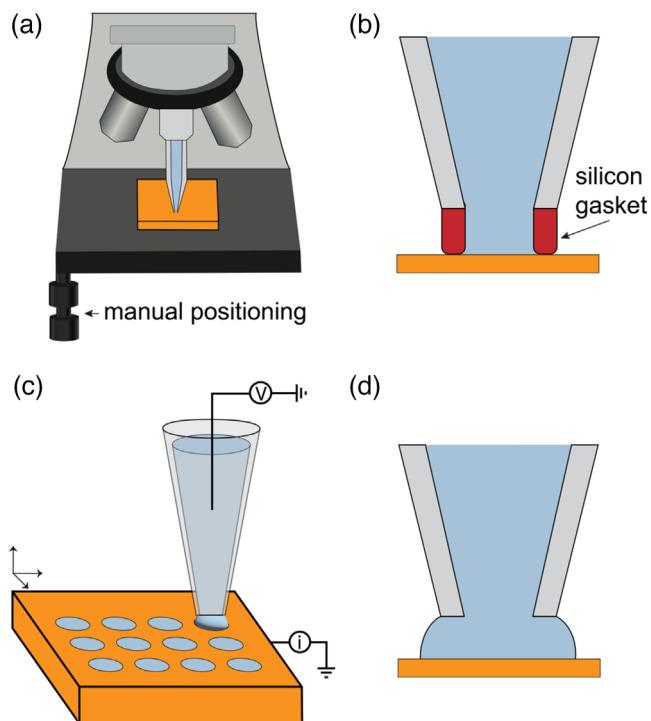 (a)
(b)
silicon
gasket
manual positioning
(c)
V
(d)
i